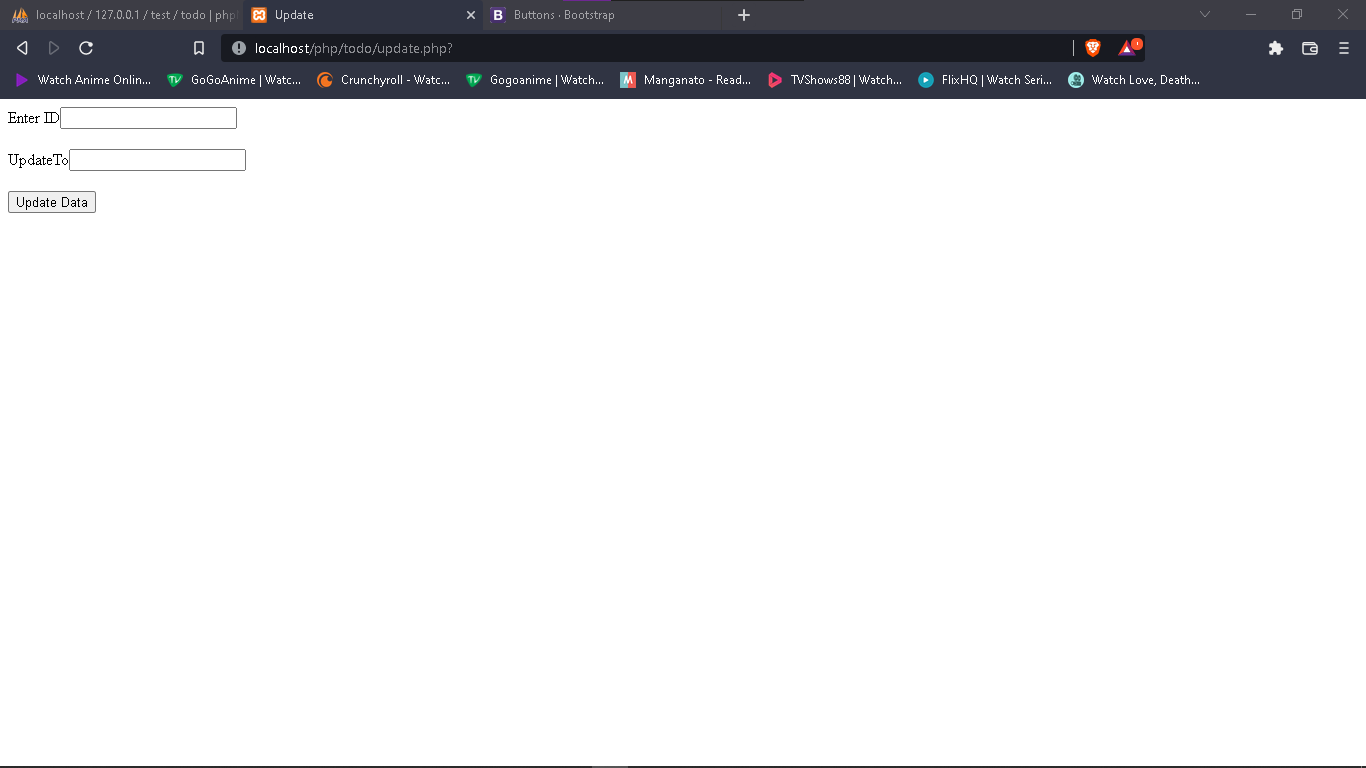 localhost / 127.0.0.1 / test / todo | php
Update
Buttons · Bootstrap
localhost/php/todo/update.php?
Watch Anime Online...
GoGoAnime | Watc...
Crunchyroll - Watc...
Gogoanime | Watch...
Manganato - Read...
TVShows88 | Watch...
FlixHQ | Watch Seri...
Watch Love, Death...
Enter ID
UpdateTo
Update Data